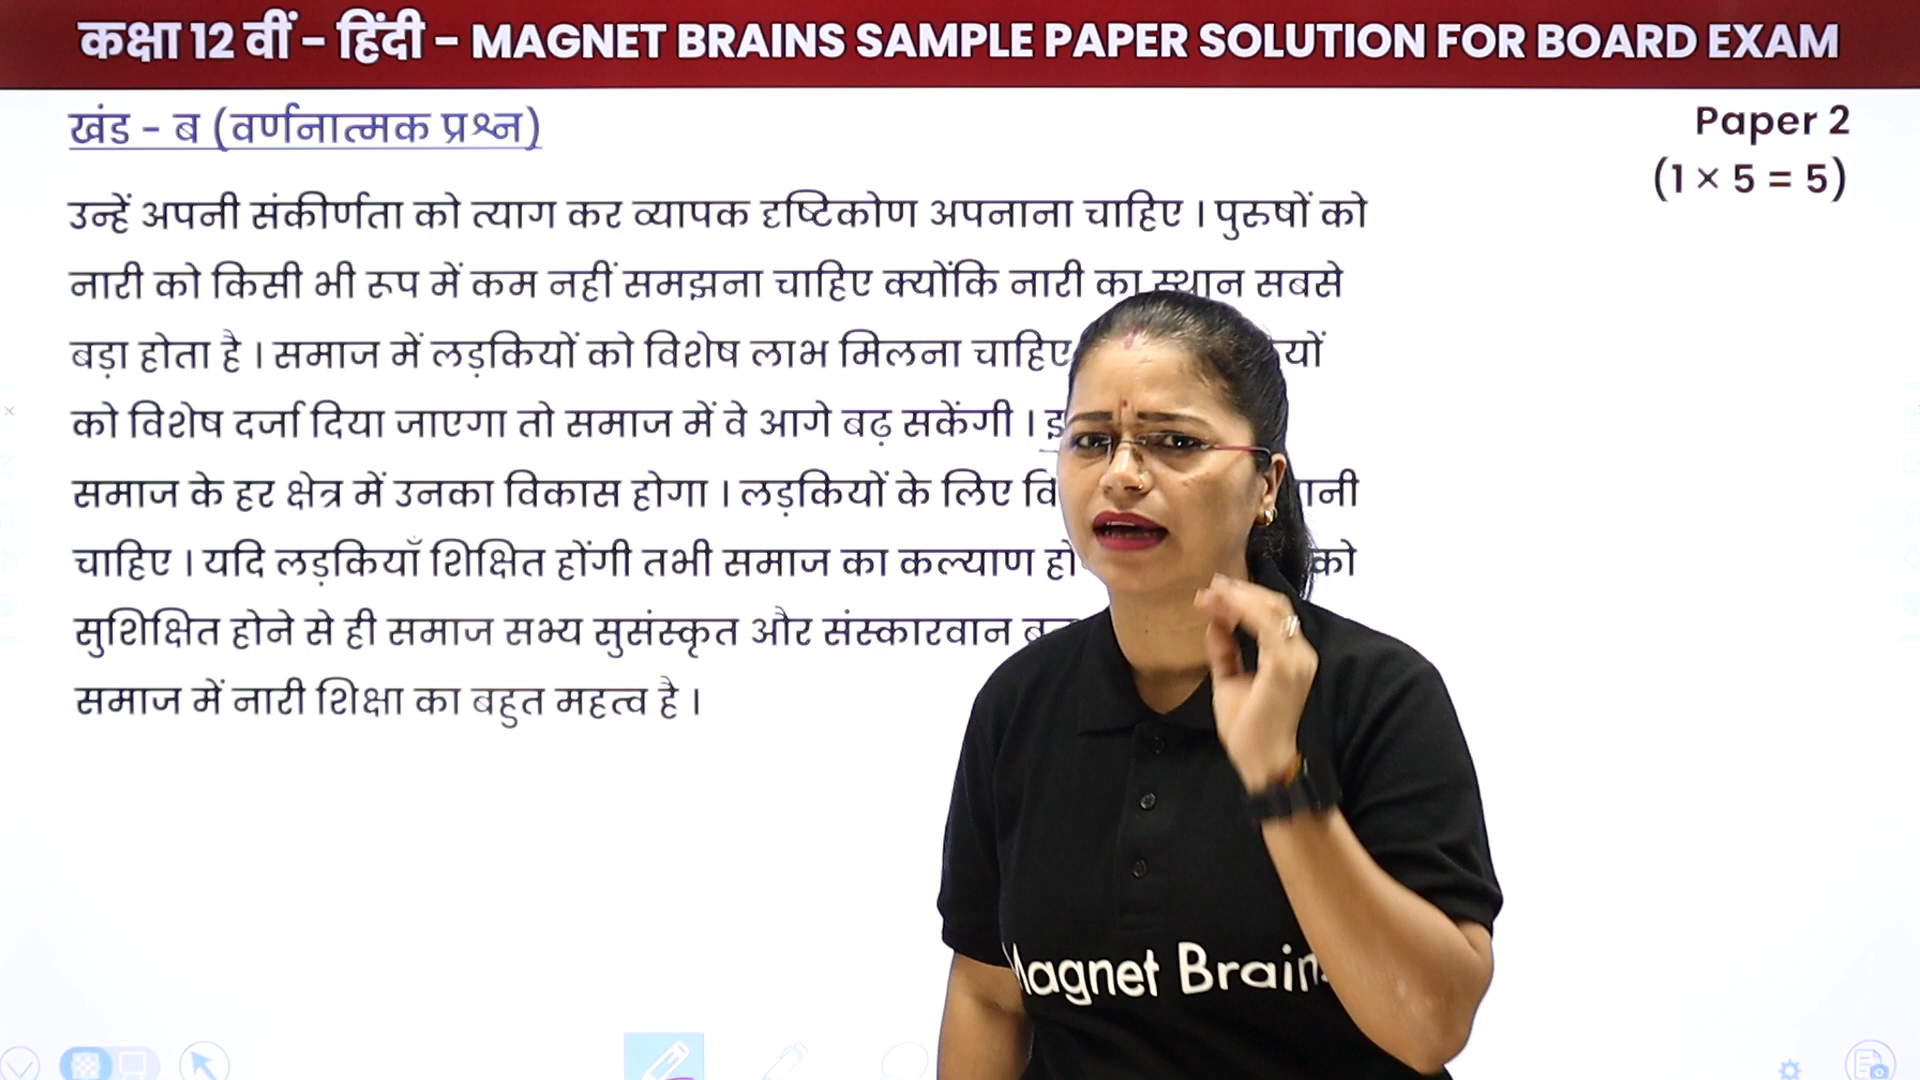 कक्षा 12 वीं - हिंदी - MAGNET BRAINS SAMPLE PAPER SOLUTION FOR BOARD EXAM
खंड - ब (वर्णनात्मक प्रश्न)
Paper 2
(1 × 5 = 5)
उन्हें अपनी संकीर्णता को त्याग कर व्यापक दृष्टिकोण अपनाना चाहिए । पुरुषों को
नारी को किसी भी रूप में कम नहीं समझना चाहिए क्योंकि नारी का स्थान सबसे
बड़ा होता है । समाज में लड़कियों को विशेष लाभ मिलना चाहिए
को विशेष दर्जा दिया जाएगा तो समाज में वे आगे बढ़ सकेंगी ।
समाज के हर क्षेत्र में उनका विकास होगा । लड़कियों के लिए
चाहिए । यदि लड़कियाँ शिक्षित होंगी तभी समाज का कल्याण को
सुशिक्षित होने से ही समाज सभ्य सुसंस्कृत और संस्कारवान
समाज में नारी शिक्षा का बहुत महत्व है ।
Magnet Brains